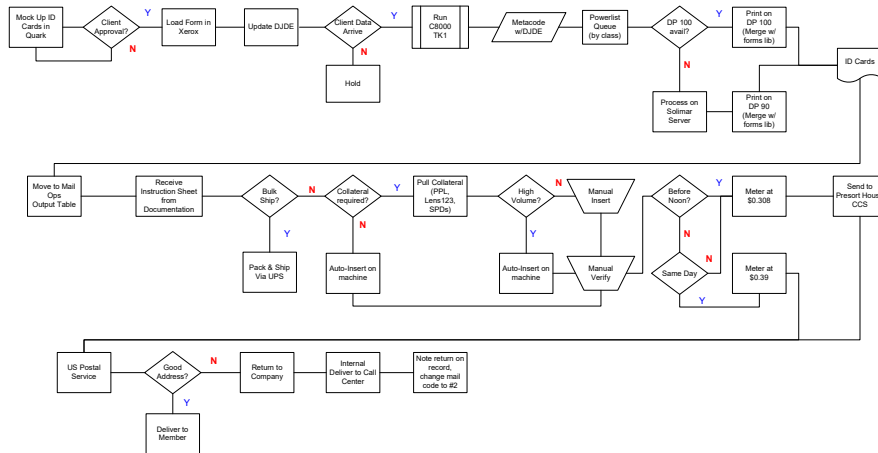 Mock Up ID
Cards in
Quark
Client
Approval?
Y
N
Load Form in
Xerox
Update DJDE
Client Data
Arrive
Y
N
Hold
Run
C8000
TK1
Metacode
w/DJDE
Powerlist
Queue
(by class)
DP 100
avail?
Y
N
Print on
DP 100
(Merge w/
forms lib)
Process on
Solimar
Server
Print on
DP 90
(Merge w/
forms lib)
ID Cards
Move to Mail
Ops
Output Table
Receive
Instruction Sheet
from
Documentation
Bulk
Ship?
N
Y
Pack & Ship
Via UPS
Collateral
required?
Y
N
Auto-Insert on
machine
Pull Collateral
(PPL,
Lens123,
SPDs)
High
Volume?
N
Y
Auto-Insert on
machine
Manual
Insert
Manual
Verify
Before
Noon?
Y
N
Same Day
N
Y
Meter at
$0.308
Meter at
$0.39
Send to
Presort Hous
CCS
US Postal
Service
Good
Address?
N
Y
Deliver to
Member
Return to
Company
Internal
Deliver to Call
Center
Note return on
record,
change mail
code to #2